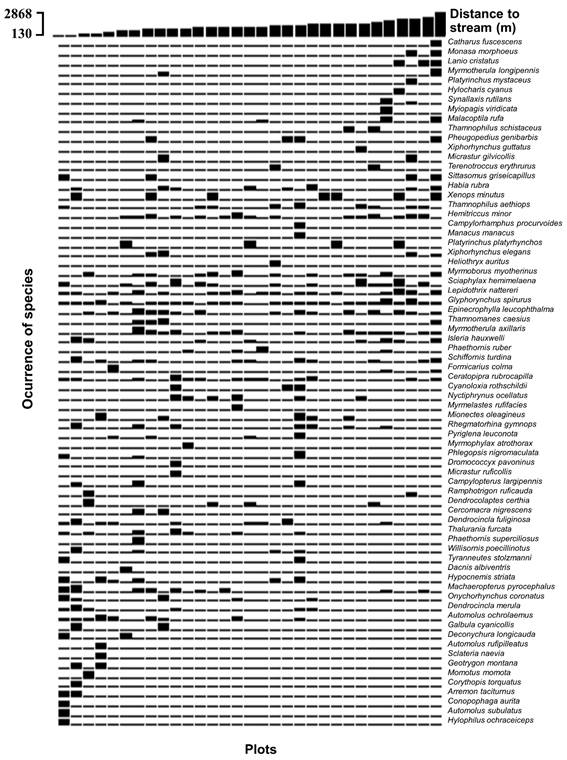 2868
130
Distance to
stream (m)
Catharus fuscescens
Monasa morphoeus
Lanio cristatus
Myrmotherula longipennis
Platyrinchus mystaceus
Hylocharis cyanus
Synallaxis rutilans
Myiopagis viridicata
Malacoptila rufa
Thamnophilus schistaceus
Pheugopedius genibarbis
Xiphorhynchus guttatus
Micrastur gilvicollis
Terenotriccus erythrurus
Sittasomus griseicapillus
Habia rubra
Xenops minutus
Thamnophilus aethiops
Hemitriccus minor
Campylorhamphus procurvoides
Manacus manacus
Platyrinchus platyrhynchos
Xiphorhynchus elegans
Heliothryx auritus
Myrmoborus myotherinus
Sciaphylax hemimelaena
Lepidothrix nattereri
Glyphorynchus spirurus
Epinecrophylla leucophthalma
Thamnomanes caesius
Myrmotherula axillaris
Isleria hauxwelli
Phaethornis ruber
Schiffornis turdina
Formicarius colma
Ceratopipra rubrocapilla
Cyanoloxia rothschildii
Nyctiphrynus ocellatus
Myrmelastes rufifacies
Mionectes oleagineus
Rhegmatorhina gymnops
Pyriglena leuconota
Myrmophylax atrothorax
Phlegopsis nigromaculata
Dromococcyx pavoninus
Micrastur ruficollis
Campylopterus largipennis
Ramphotrigon ruficauda
Dendrocolaptes certhia
Cercomacra nigrescens
Dendrocincla fuliginosa
Thalurania furcata
Phaethornis superciliosus
Willisornis poecilinotus
Tyranneutes stolzmanni
Dacnis albiventris
Hypocnemis striata
Machaeropterus pyrocephalus
Onychorhynchus coronatus
Dendrocincla merula
Automolus ochrolaemus
Galbula cyanicollis
Deconychura longicauda
Automolus rufipilleatus
Sclateria naevia
Geotrygon montana
Momotus momota
Corythopis torquatus
Arremon taciturnus
Conopophaga aurita
Automolus subulatus
Hylophilus ochraceiceps
Ocurrence of species
Plots